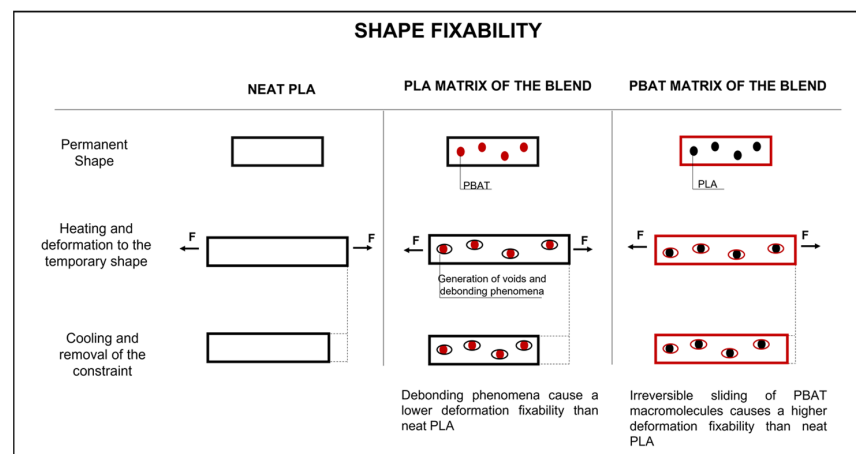 SHAPE FIXABILITY
NEAT PLA
PLA MATRIX OF THE BLEND
PBAT MATRIX OF THE BLEND
Permanent
Shape
PBAT
PLA
Heating and
deformation to the
temporary shape
F
F
F
F
F
F
Generation of voids and
debonding phenomena
Cooling and
removal of the
constraint
Debonding phenomena cause a
lower deformation fixability than
neat PLA
Irreversible sliding of PBAT
macromolecules causes a higher
deformation fixability than neat
PLA